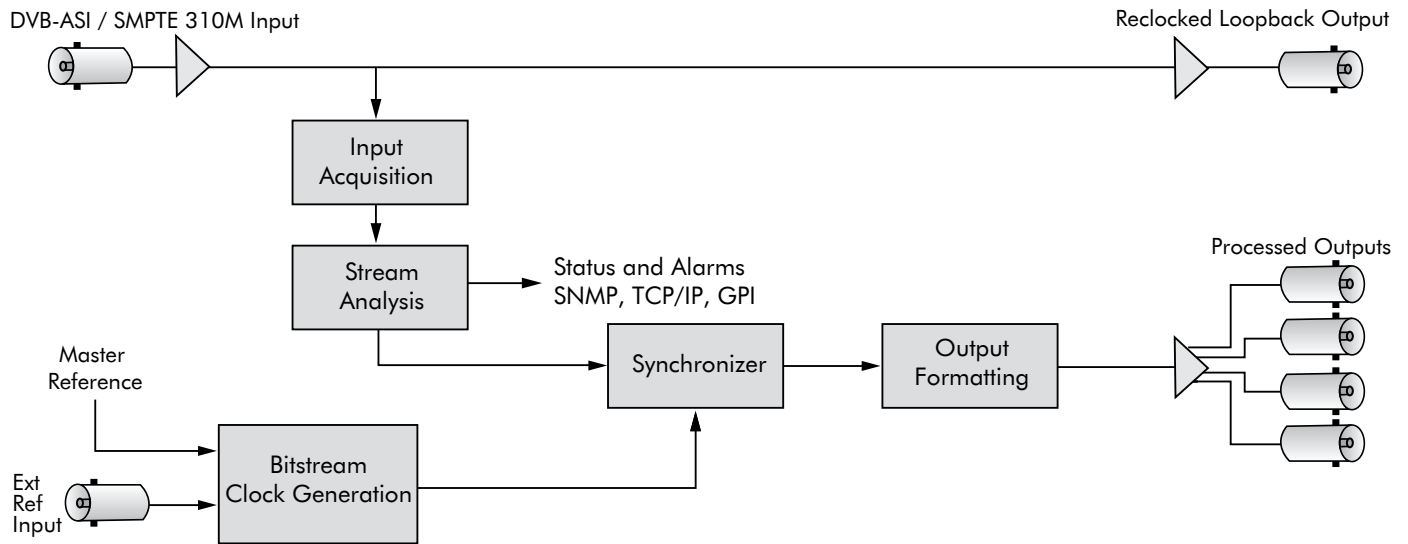 DVB-ASI / SMPTE 310M Input
Reclocked Loopback Output
Input
Acquisition
Stream
Analysis
Status and Alarms
SNMP, TCP/IP, GPI
Processed Outputs
Master
Reference
Synchronizer
Output
Formatting
Bitstream
Clock Generation
Ext
Ref
Input